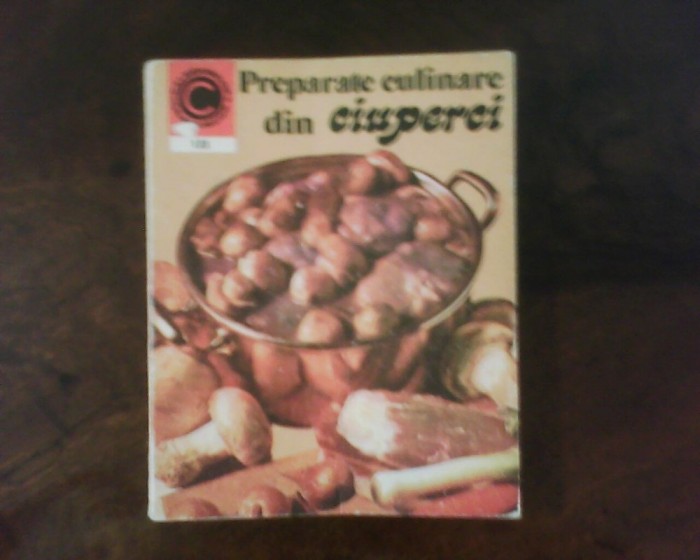 C
Preparate culinare
din ciuperci